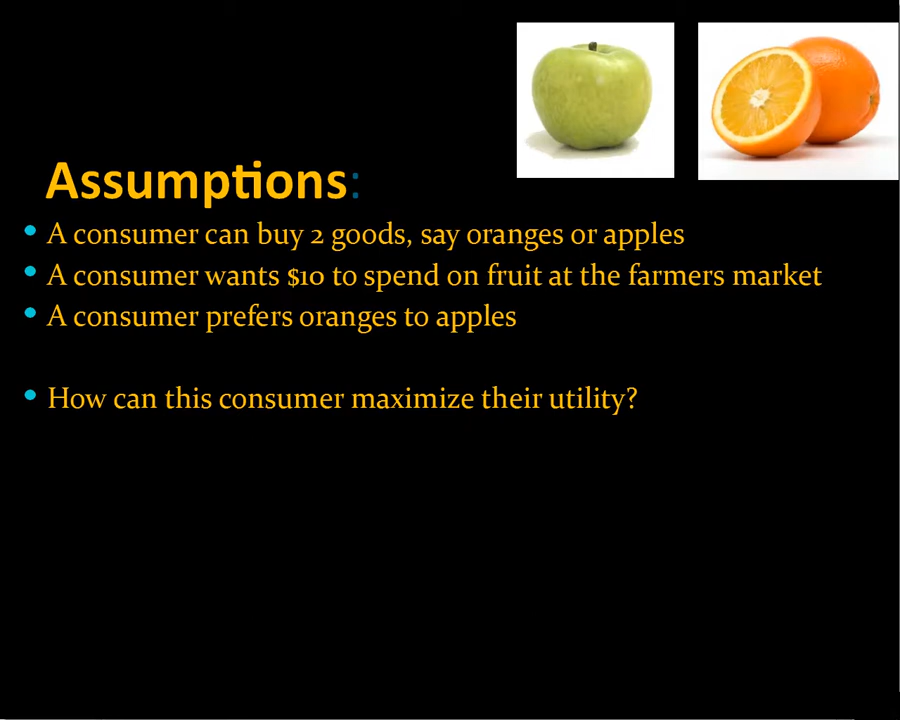 Assumptions:
• A consumer can buy 2 goods, say oranges or apples
• A consumer wants $10 to spend on fruit at the farmers market
• A consumer prefers oranges to apples
• How can this consumer maximize their utility?